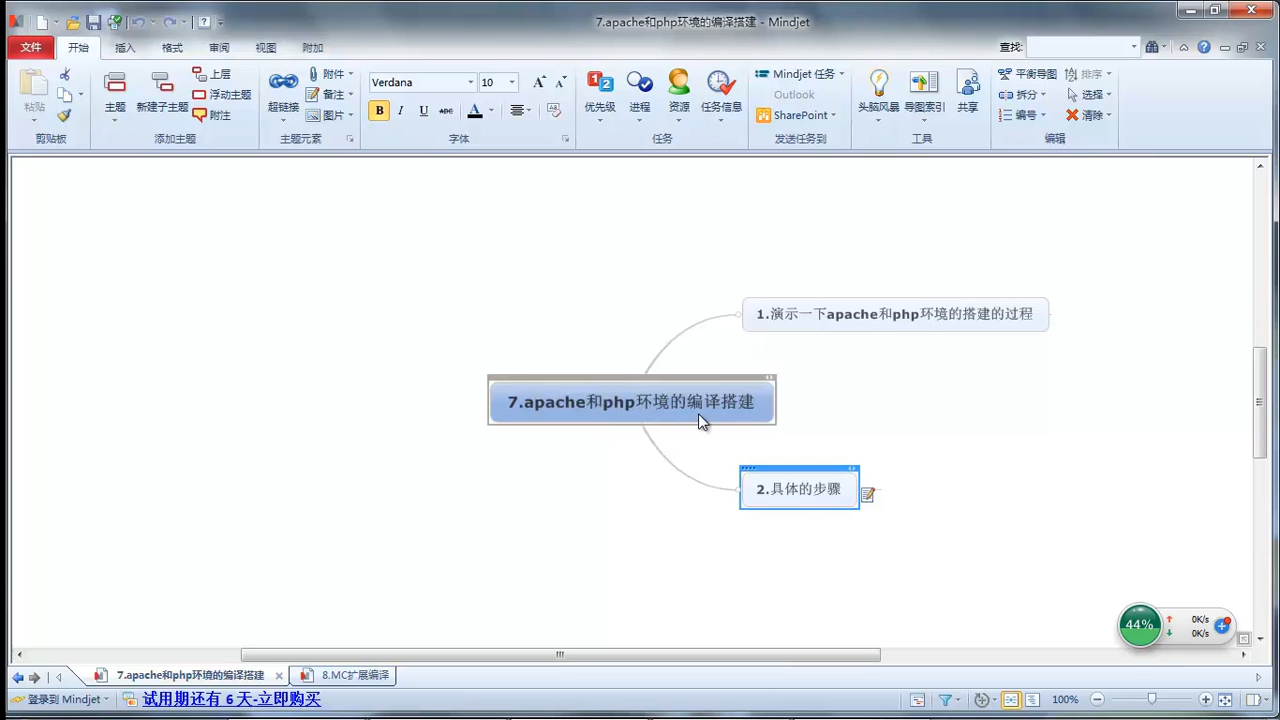 7.apache和php环境的编译搭建 - Mindjet
文件 开始 插入 格式 审阅 视图 附加 查找:
粘贴
剪贴板
主题
新建子主题
上层
浮动主题
附注
添加主题
超链接
附件
备注
图片
主题元素
Verdana 10
B I U abc A
字体
优先级
进程
资源
任务信息
任务
Mindjet 任务
Outlook
SharePoint
发送任务到
头脑风暴
导图索引
共享
工具
平衡导图
拆分
编号
排序
选择
清除
编辑
1.演示一下apache和php环境的搭建的过程
7.apache和php环境的编译搭建
2.具体的步骤
44%
0K/s
0K/s
7.apache和php环境的编译搭建 8.MC扩展编译
登录到 Mindjet 试用期还有 6 天-立即购买 100%